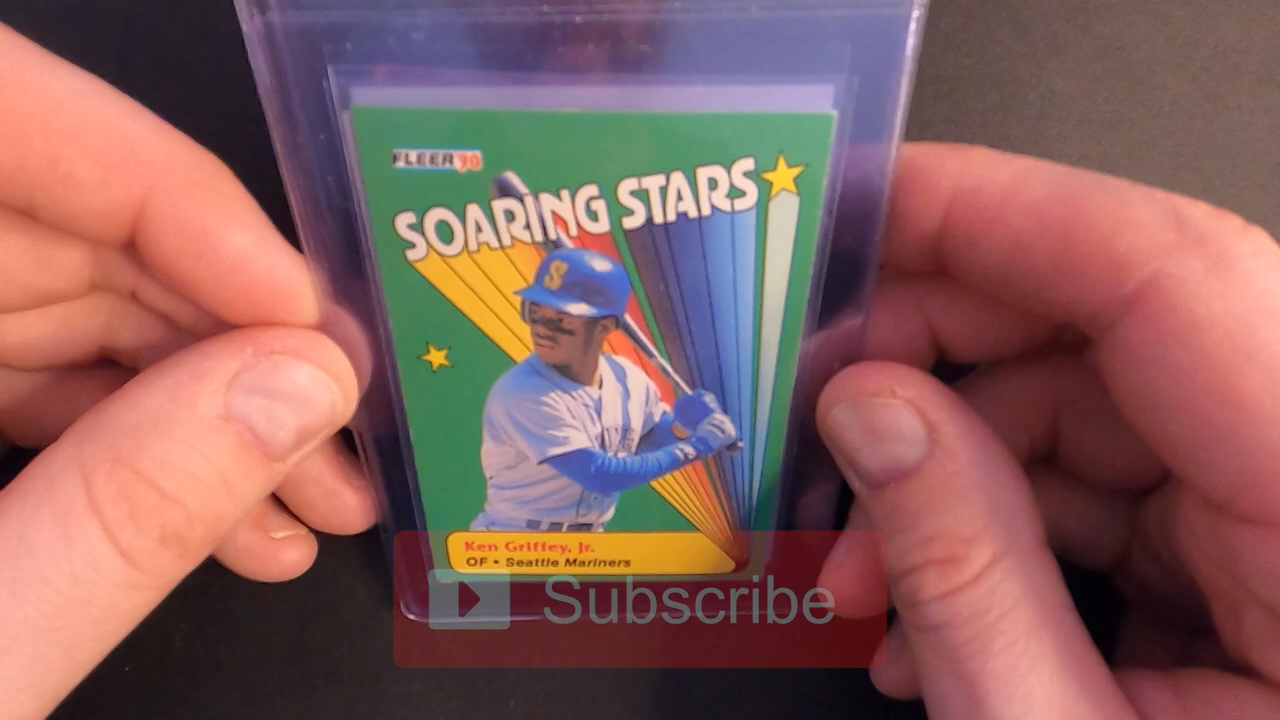 FLEER 90
SOARING STARS
S
Ken Griffey, Jr.
OF • Seattle Mariners
Subscribe